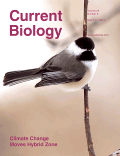 Current
Biology
Climate Change
Moves Hybrid Zone